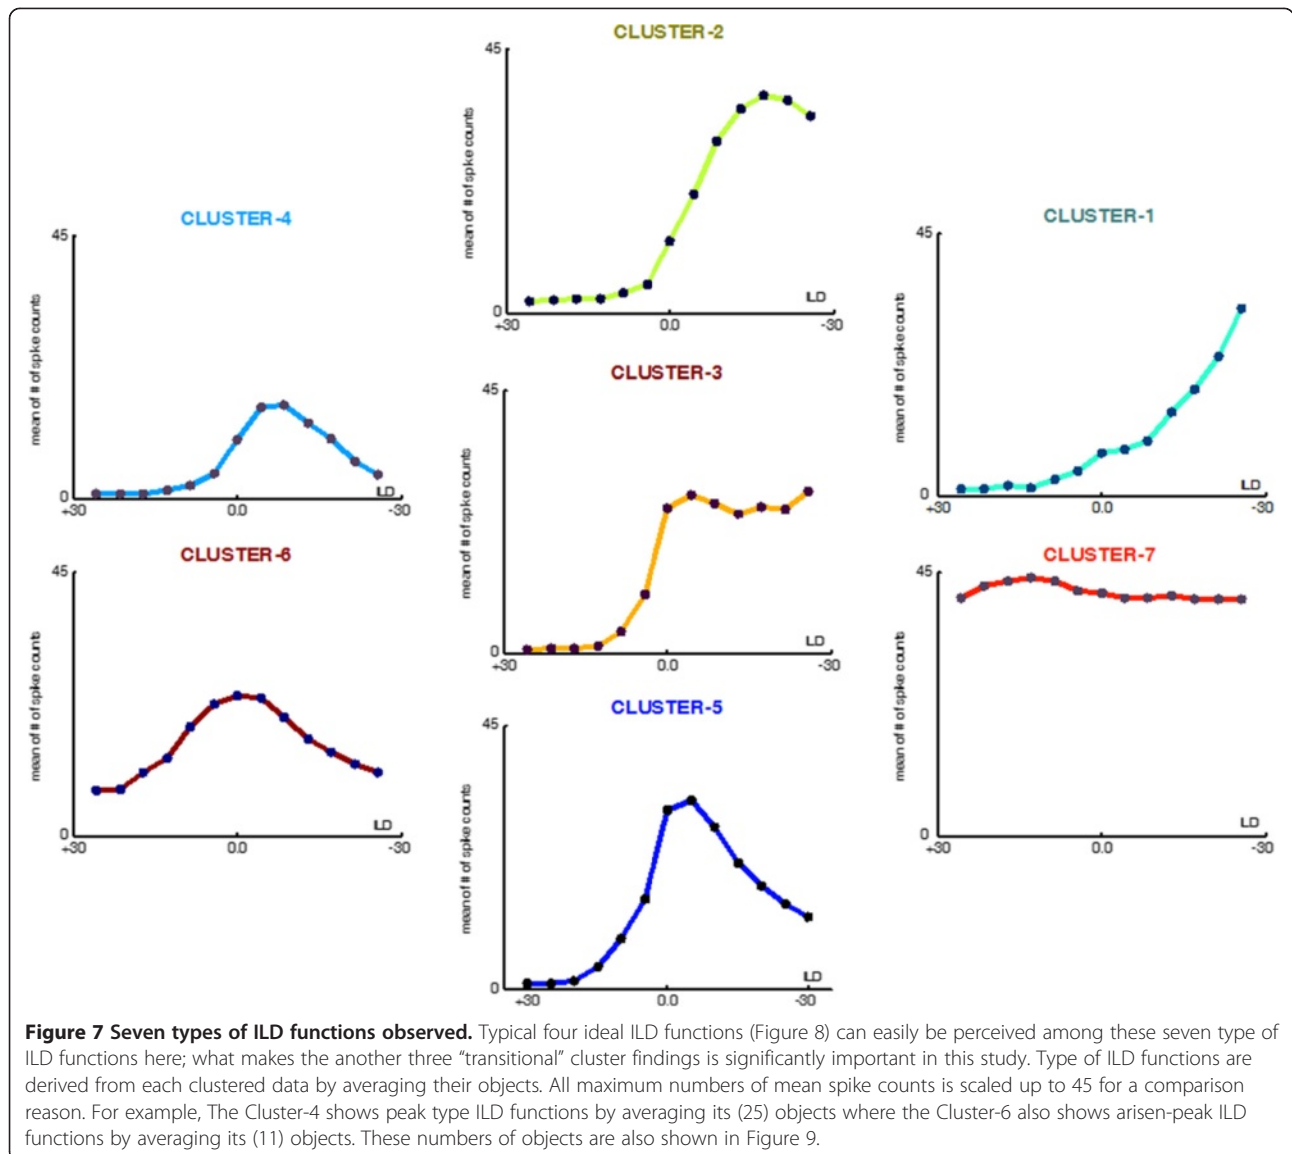 CLUSTER-2
45
mean of # of spike counts
0
+30
0.0
-30
ILD
CLUSTER-4
45
mean of # of spike counts
0
+30
0.0
-30
ILD
CLUSTER-1
45
mean of # of spike counts
0
+30
0.0
-30
ILD
CLUSTER-3
45
mean of # of spike counts
0
+30
0.0
-30
ILD
CLUSTER-6
45
mean of # of spike counts
0
+30
0.0
-30
ILD
CLUSTER-7
45
mean of # of spike counts
0
+30
0.0
-30
ILD
CLUSTER-5
45
mean of # of spike counts
0
+30
0.0
-30
ILD
Figure 7 Seven types of ILD functions observed. Typical four ideal ILD functions (Figure 8) can easily be perceived among these seven type of
ILD functions here; what makes the another three “transitional” cluster findings is significantly important in this study. Type of ILD functions are
derived from each clustered data by averaging their objects. All maximum numbers of mean spike counts is scaled up to 45 for a comparison
reason. For example, The Cluster-4 shows peak type ILD functions by averaging its (25) objects where the Cluster-6 also shows arisen-peak ILD
functions by averaging its (11) objects. These numbers of objects are also shown in Figure 9.